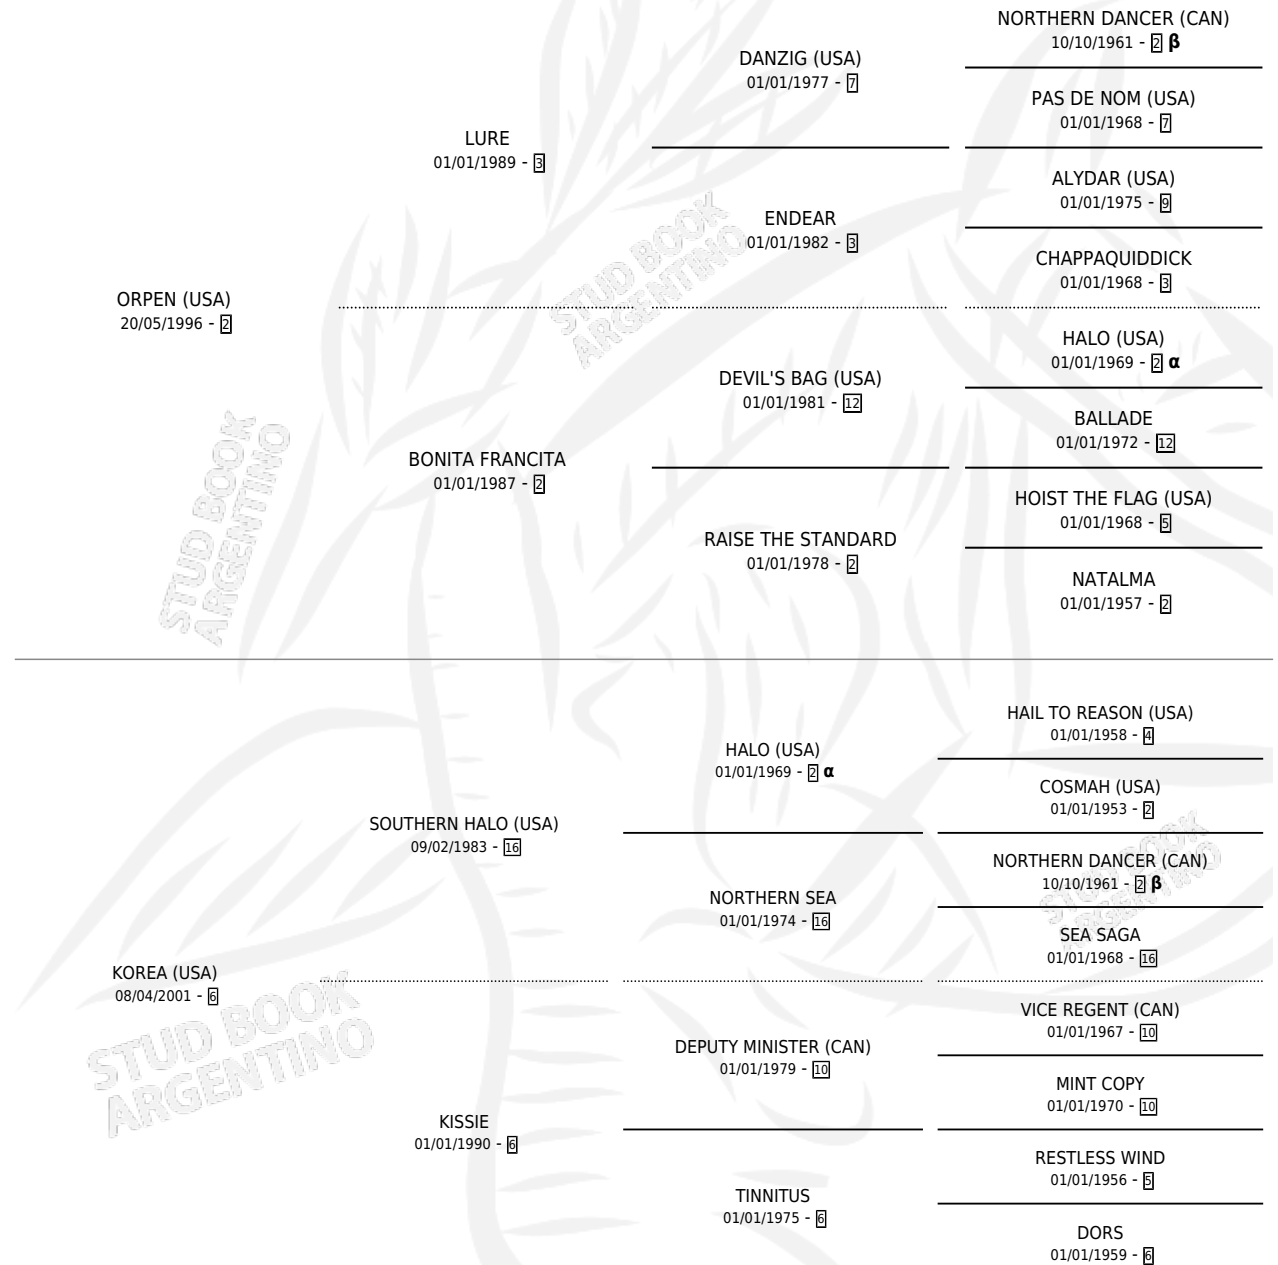 NORTHERN DANCER (CAN)
10/10/1961 - 2 β
DANZIG (USA)
01/01/1977 - 7
PAS DE NOM (USA)
01/01/1968 - 7
LURE
01/01/1989 - 3
ALYDAR (USA)
01/01/1975 - 9
ENDEAR
01/01/1982 - 3
CHAPPAQUIDDICK
01/01/1968 - 3
ORPEN (USA)
20/05/1996 - 2
HALO (USA)
01/01/1969 - 2 α
DEVIL'S BAG (USA)
01/01/1981 - 12
BALLADE
01/01/1972 - 12
BONITA FRANCITA
01/01/1987 - 2
HOIST THE FLAG (USA)
01/01/1968 - 5
RAISE THE STANDARD
01/01/1978 - 2
NATALMA
01/01/1957 - 2
HAIL TO REASON (USA)
01/01/1958 - 4
HALO (USA)
01/01/1969 - 2 α
COSMAH (USA)
01/01/1953 - 2
SOUTHERN HALO (USA)
09/02/1983 - 16
NORTHERN DANCER (CAN)
10/10/1961 - 2 β
NORTHERN SEA
01/01/1974 - 16
SEA SAGA
01/01/1968 - 16
KOREA (USA)
08/04/2001 - 6
VICE REGENT (CAN)
01/01/1967 - 10
DEPUTY MINISTER (CAN)
01/01/1979 - 10
MINT COPY
01/01/1970 - 10
KISSIE
01/01/1990 - 6
RESTLESS WIND
01/01/1956 - 5
TINNITUS
01/01/1975 - 6
DORS
01/01/1959 - 6
STUD BOOK
ARGENTINO
STUD BOOK
ARGENTINO
STUD BOOK
ARGENTINO
STUD BOOK
ARGENTINO